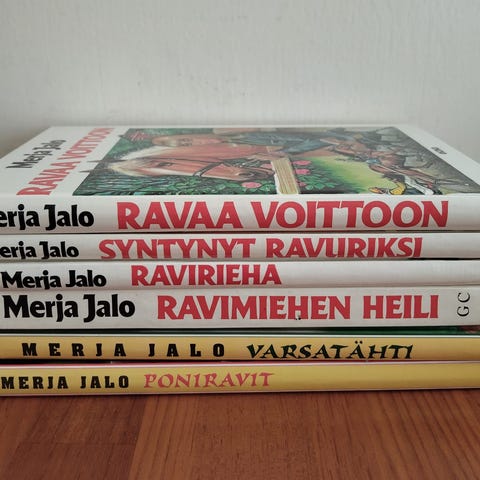 Merja Jalo
RAVAA VOITTOON
Merja Jalo RAVAA VOITTOON
Merja Jalo SYNTYNYT RAVURIKSI
Merja Jalo RAVIRIEHA
Merja Jalo RAVIMIEHEN HEILI GC
MERJA JALO VARSATÄHTI
MERJA JALO PONIRAVIT